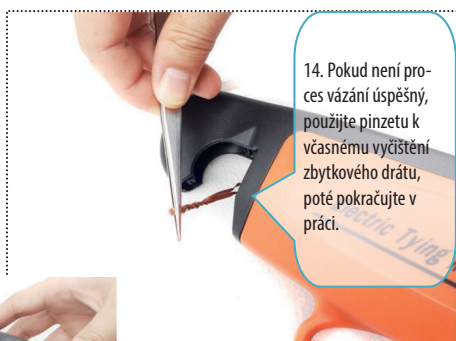 14. Pokud není pro-
ces vázání úspěšný,
použijte pinzetu k
včasnému vyčištění
zbytkového drátu,
poté pokračujte v
práci.
Electric Tying